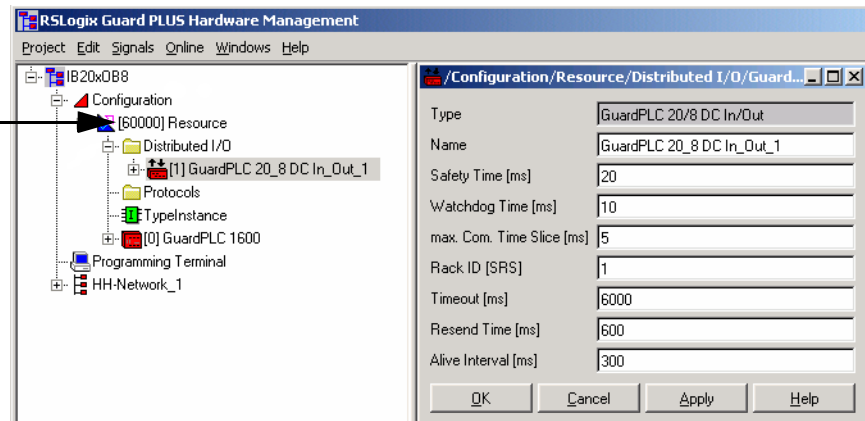 RSLogix Guard PLUS Hardware Management
Project Edit Signals Online Windows Help
IB20xOB8
Configuration
[60000] Resource
Distributed I/O
[1] GuardPLC 20_8 DC In_Out_1
Protocols
TypeInstance
[0] GuardPLC 1600
Programming Terminal
HH-Network_1
/Configuration/Resource/Distributed I/O/Guard...
Type GuardPLC 20/8 DC In/Out
Name GuardPLC 20_8 DC In_Out_1
Safety Time [ms] 20
Watchdog Time [ms] 10
max. Com. Time Slice [ms] 5
Rack ID [SRS] 1
Timeout [ms] 6000
Resend Time [ms] 600
Alive Interval [ms] 300
OK Cancel Apply Help